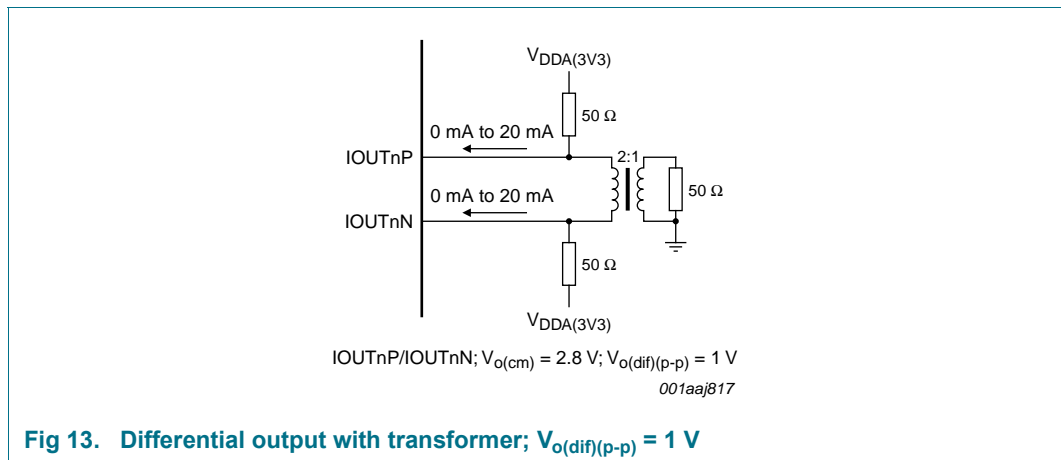 VDDA(3V3)
50 Ω
0 mA to 20 mA
IOUTnP
2:1
0 mA to 20 mA
50 Ω
IOUTnN
50 Ω
VDDA(3V3)
IOUTnP/IOUTnN; Vo(cm) = 2.8 V; Vo(dif)(p-p) = 1 V
001aaj817
Fig 13. Differential output with transformer; Vo(dif)(p-p) = 1 V